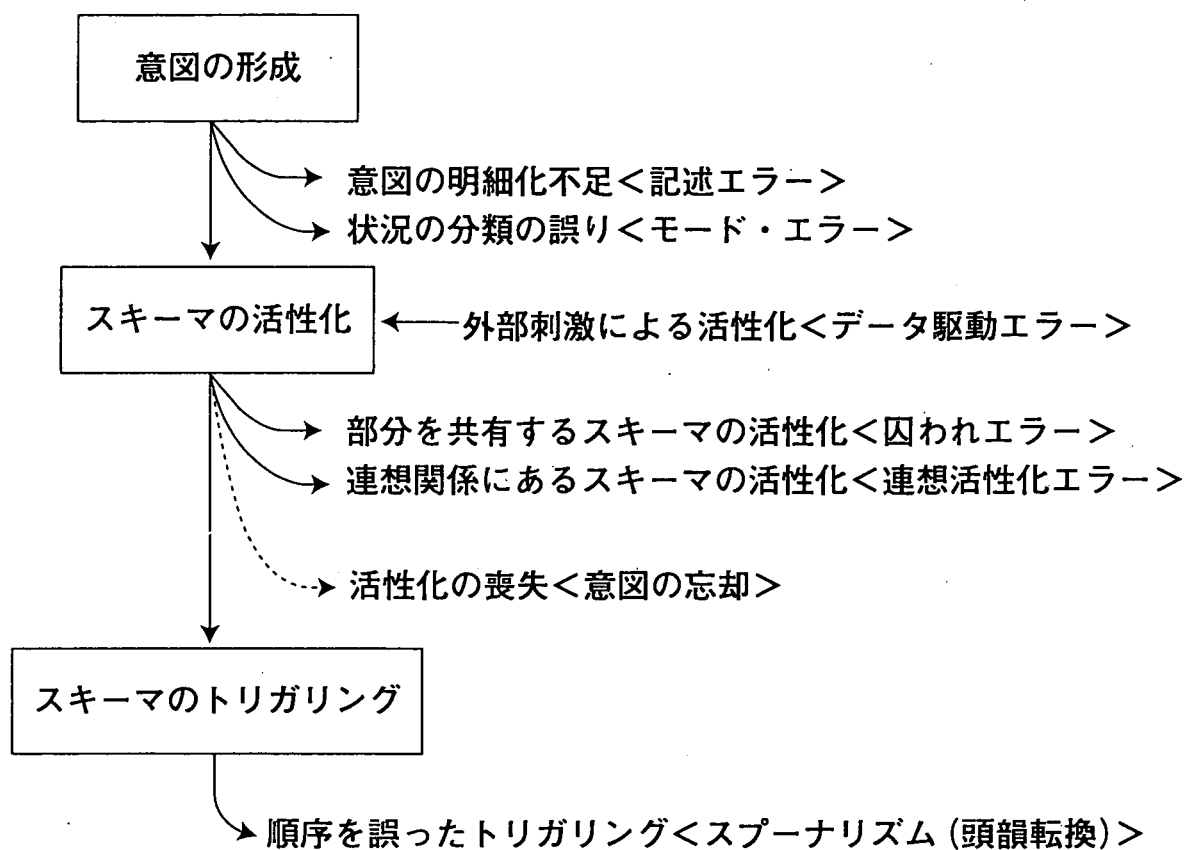 意図の形成
意図の明細化不足＜記述エラー＞
状況の分類の誤り＜モード・エラー＞
スキーマの活性化
外部刺激による活性化＜データ駆動エラー＞
部分を共有するスキーマの活性化＜囚われエラー＞
連想関係にあるスキーマの活性化＜連想活性化エラー＞
活性化の喪失＜意図の忘却＞
スキーマのトリガリング
順序を誤ったトリガリング＜スプーナリズム（頭韻転換）＞